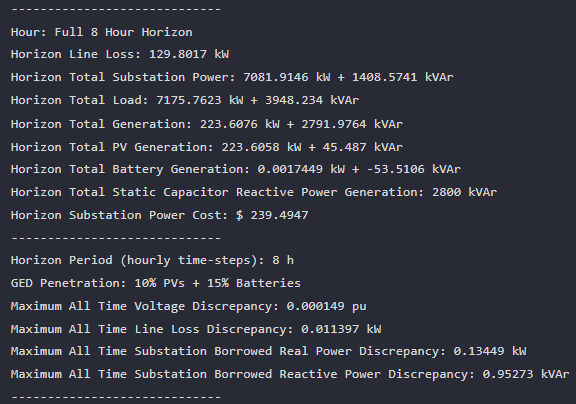 -----------------------------
Hour: Full 8 Hour Horizon
Horizon Line Loss: 129.8017 kW
Horizon Total Substation Power: 7081.9146 kW + 1408.5741 kVAr
Horizon Total Load: 7175.7623 kW + 3948.234 kVAr
Horizon Total Generation: 223.6076 kW + 2791.9764 kVAr
Horizon Total PV Generation: 223.6058 kW + 45.487 kVAr
Horizon Total Battery Generation: 0.0017449 kW + -53.5106 kVAr
Horizon Total Static Capacitor Reactive Power Generation: 2800 kVAr
Horizon Substation Power Cost: $ 239.4947
-----------------------------
Horizon Period (hourly time-steps): 8 h
GED Penetration: 10% PVs + 15% Batteries
Maximum All Time Voltage Discrepancy: 0.000149 pu
Maximum All Time Line Loss Discrepancy: 0.011397 kW
Maximum All Time Substation Borrowed Real Power Discrepancy: 0.13449 kW
Maximum All Time Substation Borrowed Reactive Power Discrepancy: 0.95273 kVAr
-----------------------------